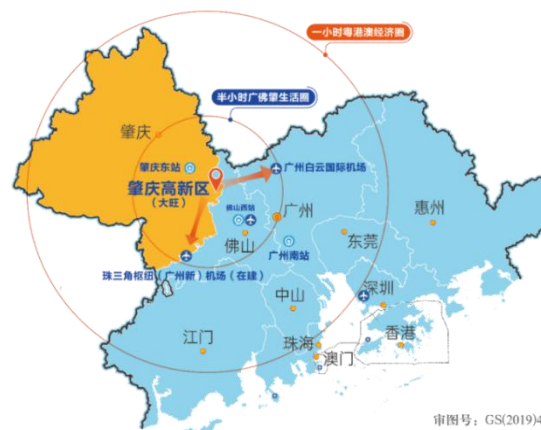 一小时粤港澳经济圈
半小时广佛肇生活圈
肇庆
肇庆东站
广州白云国际机场
肇庆高新区
（大旺）
佛山西站
广州
惠州
佛山
东莞
广州南站
珠三角枢纽（广州新）机场（在建）
深圳
中山
江门
珠海
香港
澳门
审图号：GS(2019)4